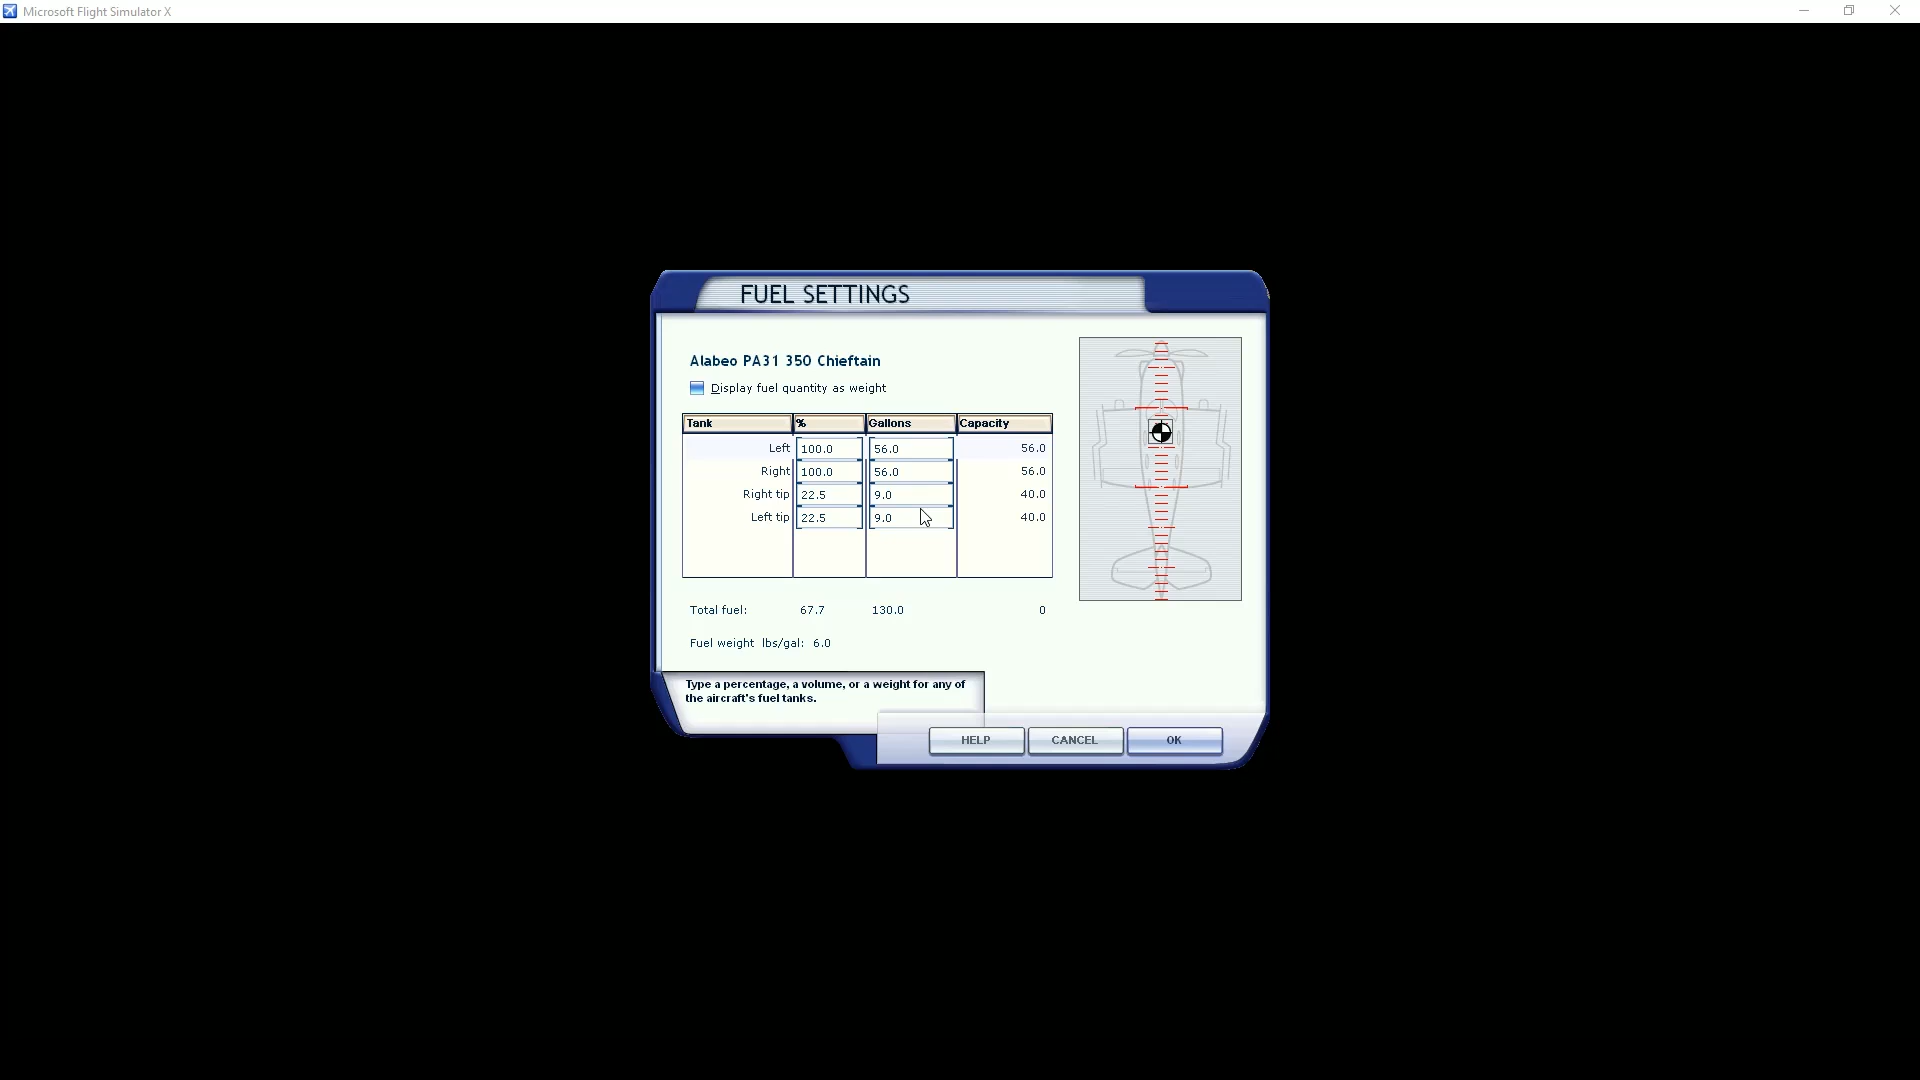 Microsoft Flight Simulator X
FUEL SETTINGS
Alabeo PA31 350 Chieftain
Display fuel quantity as weight
Tank % Gallons Capacity
Left 100.0 56.0 56.0
Right 100.0 56.0 56.0
Right tip 22.5 9.0 40.0
Left tip 22.5 9.0 40.0
Total fuel: 67.7 130.0 0
Fuel weight lbs/gal: 6.0
Type a percentage, a volume, or a weight for any of
the aircraft's fuel tanks.
HELP CANCEL OK